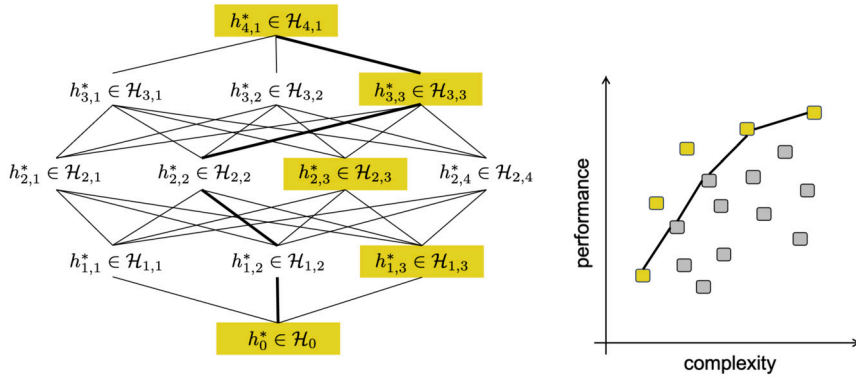 h*₄,₁ ∈ ℋ₄,₁
h*₃,₁ ∈ ℋ₃,₁ h*₃,₂ ∈ ℋ₃,₂ h*₃,₃ ∈ ℋ₃,₃
h*₂,₁ ∈ ℋ₂,₁ h*₂,₂ ∈ ℋ₂,₂ h*₂,₃ ∈ ℋ₂,₃ h*₂,₄ ∈ ℋ₂,₄
h*₁,₁ ∈ ℋ₁,₁ h*₁,₂ ∈ ℋ₁,₂ h*₁,₃ ∈ ℋ₁,₃
h*₀ ∈ ℋ₀
performance
complexity